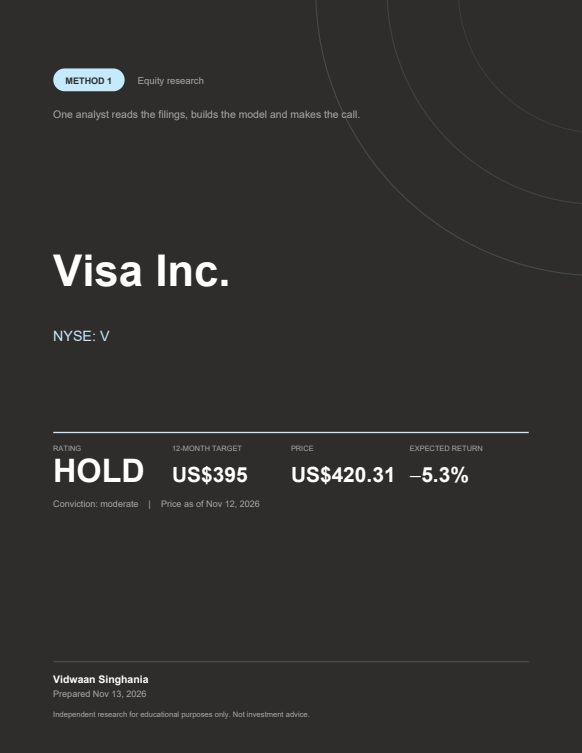 METHOD 1 Equity research
One analyst reads the filings, builds the model and makes the call.
Visa Inc.
NYSE: V
RATING 12-MONTH TARGET PRICE EXPECTED RETURN
HOLD US$395 US$420.31 –5.3%
Conviction: moderate | Price as of Nov 12, 2026
Vidwaan Singhania
Prepared Nov 13, 2026
Independent research for educational purposes only. Not investment advice.